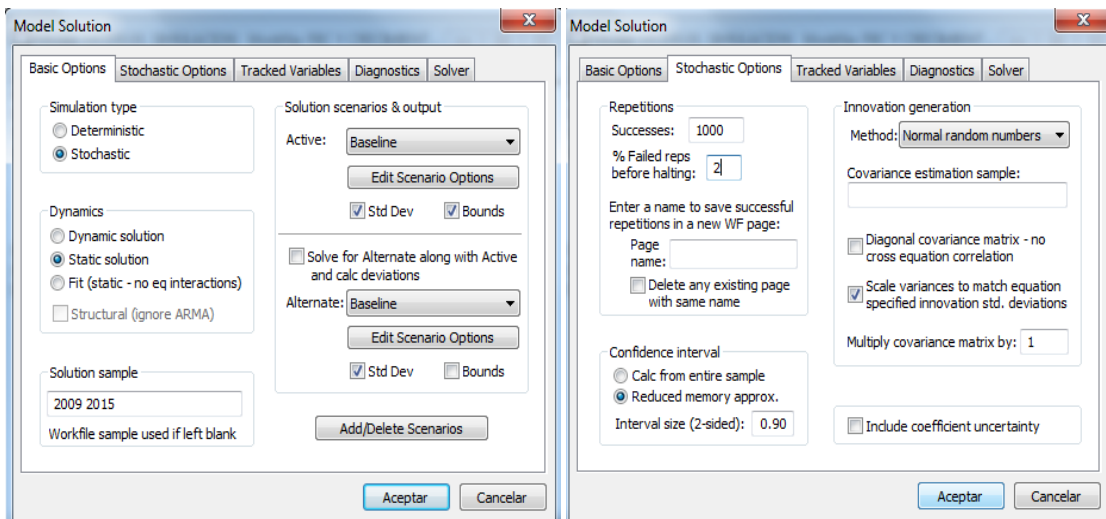 Model Solution
X
Basic Options
Stochastic Options
Tracked Variables
Diagnostics
Solver
Simulation type
Deterministic
Stochastic
Dynamics
Dynamic solution
Static solution
Fit (static - no eq interactions)
Structural (ignore ARMA)
Solution sample
2009 2015
Workfile sample used if left blank
Solution scenarios & output
Active: Baseline
Edit Scenario Options
Std Dev Bounds
Solve for Alternate along with Active
and calc deviations
Alternate: Baseline
Edit Scenario Options
Std Dev Bounds
Add/Delete Scenarios
Aceptar Cancelar
Model Solution
X
Basic Options
Stochastic Options
Tracked Variables
Diagnostics
Solver
Repetitions
Successes: 1000
% Failed reps
before halting: 2
Enter a name to save successful
repetitions in a new WF page:
Page
name:
Delete any existing page
with same name
Confidence interval
Calc from entire sample
Reduced memory approx.
Interval size (2-sided): 0.90
Innovation generation
Method: Normal random numbers
Covariance estimation sample:
Diagonal covariance matrix - no
cross equation correlation
Scale variances to match equation
specified innovation std. deviations
Multiply covariance matrix by: 1
Include coefficient uncertainty
Aceptar Cancelar